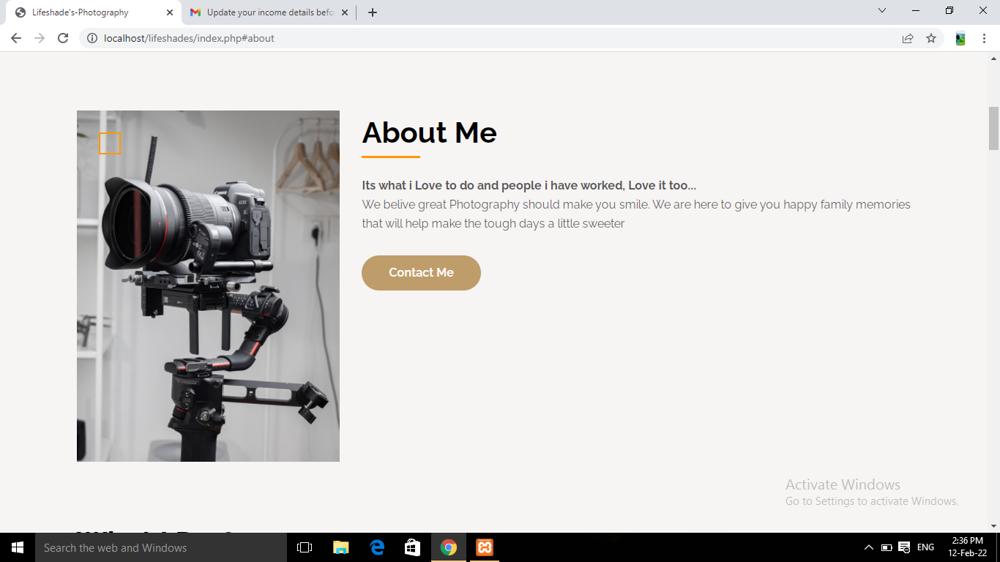 Lifeshade's-Photography
Update your income details befo
localhost/lifeshades/index.php#about
About Me
Its what i Love to do and people i have worked, Love it too...
We belive great Photography should make you smile. We are here to give you happy family memories
that will help make the tough days a little sweeter
Contact Me
Canon
EOS
R
Activate Windows
Go to Settings to activate Windows.
Search the web and Windows
ENG
2:36 PM
12-Feb-22